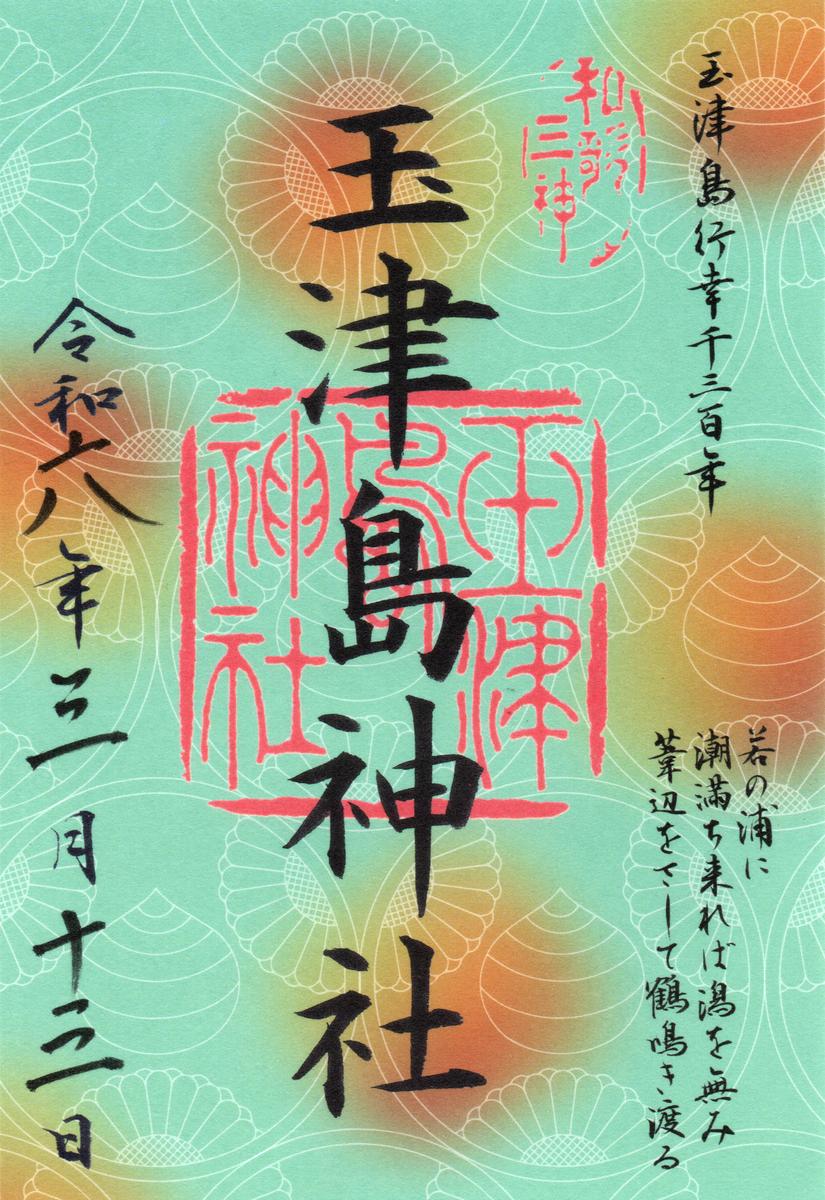 玉津島行幸千三百年
和歌
三神
若の浦に
潮満ち来れば潟を無み
葦辺をさして鶴鳴き渡る
玉津島神社
玉津
島
神社
令和六年三月十三日